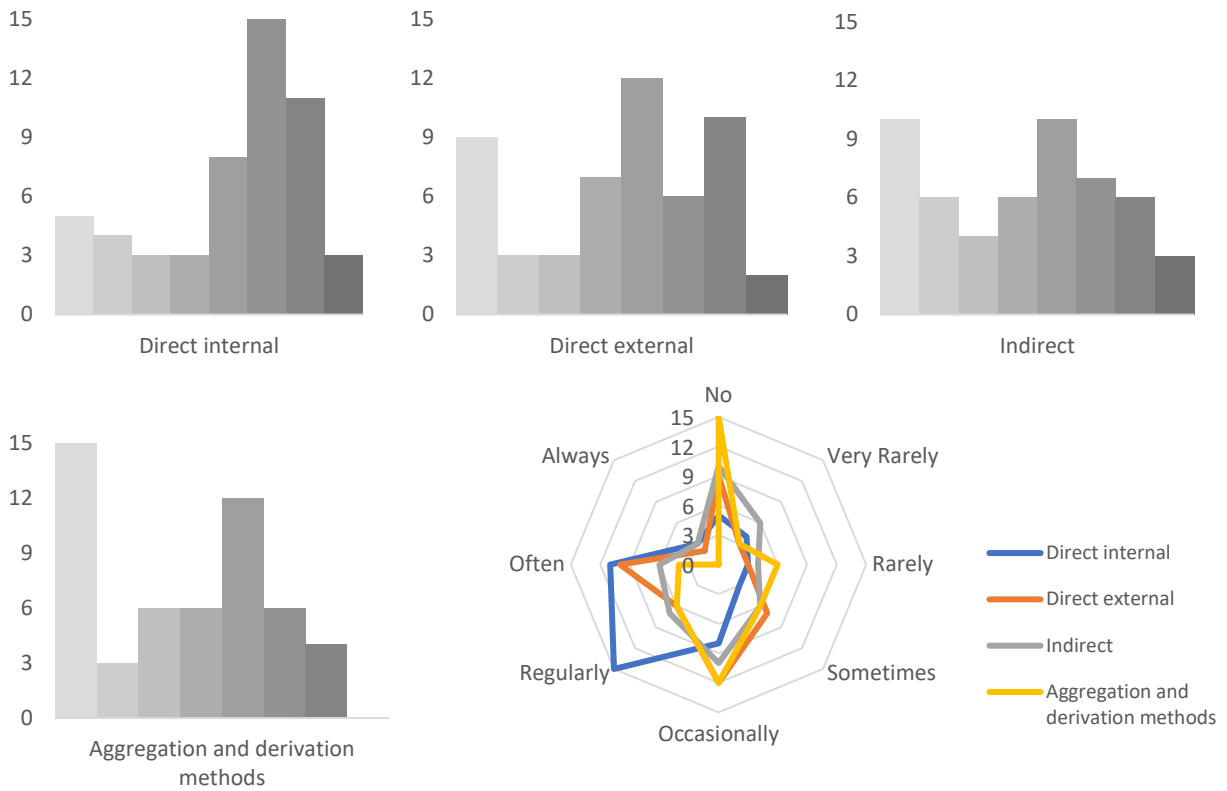 15
12
9
6
3
0
Direct internal
15
12
9
6
3
0
Direct external
15
12
9
6
3
0
Indirect
15
12
9
6
3
0
Aggregation and derivation
methods
No
Very Rarely
Rarely
Sometimes
Occasionally
Regularly
Often
Always
15
12
9
6
3
0
Direct internal
Direct external
Indirect
Aggregation and
derivation methods